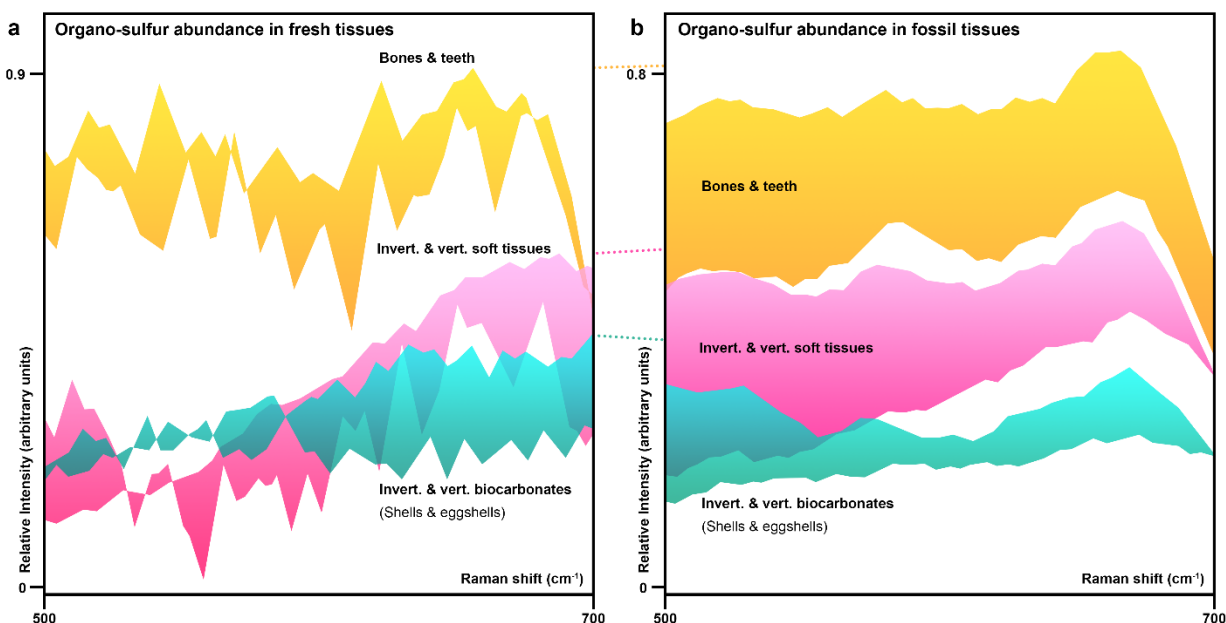 a
Organo-sulfur abundance in fresh tissues
Bones & teeth
0.9
Invert. & vert. soft tissues
Invert. & vert. biocarbonates
(Shells & eggshells)
Relative Intensity (arbitrary units)
Raman shift (cm⁻¹)
0
500
700
b
Organo-sulfur abundance in fossil tissues
0.8
Bones & teeth
Invert. & vert. soft tissues
Invert. & vert. biocarbonates
(Shells & eggshells)
Relative Intensity (arbitrary units)
Raman shift (cm⁻¹)
0
500
700